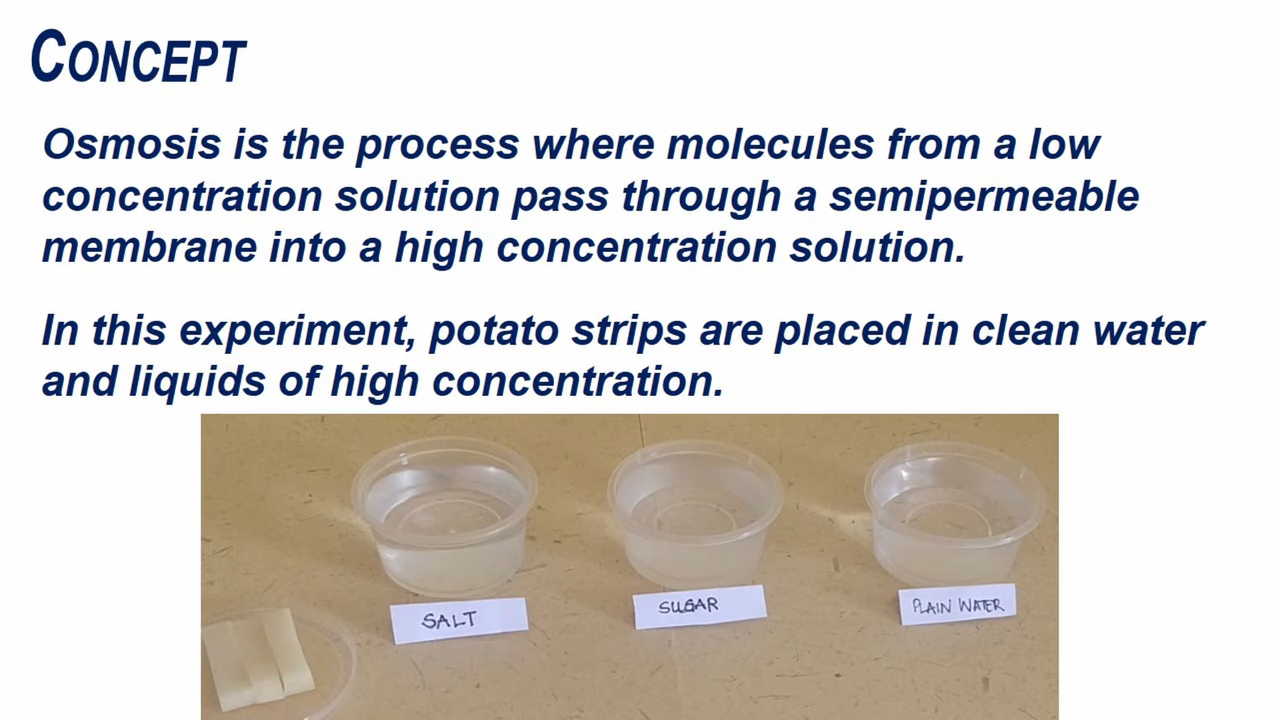 CONCEPT
Osmosis is the process where molecules from a low
concentration solution pass through a semipermeable
membrane into a high concentration solution.
In this experiment, potato strips are placed in clean water
and liquids of high concentration.
SALT
SUGAR
PLAIN WATER